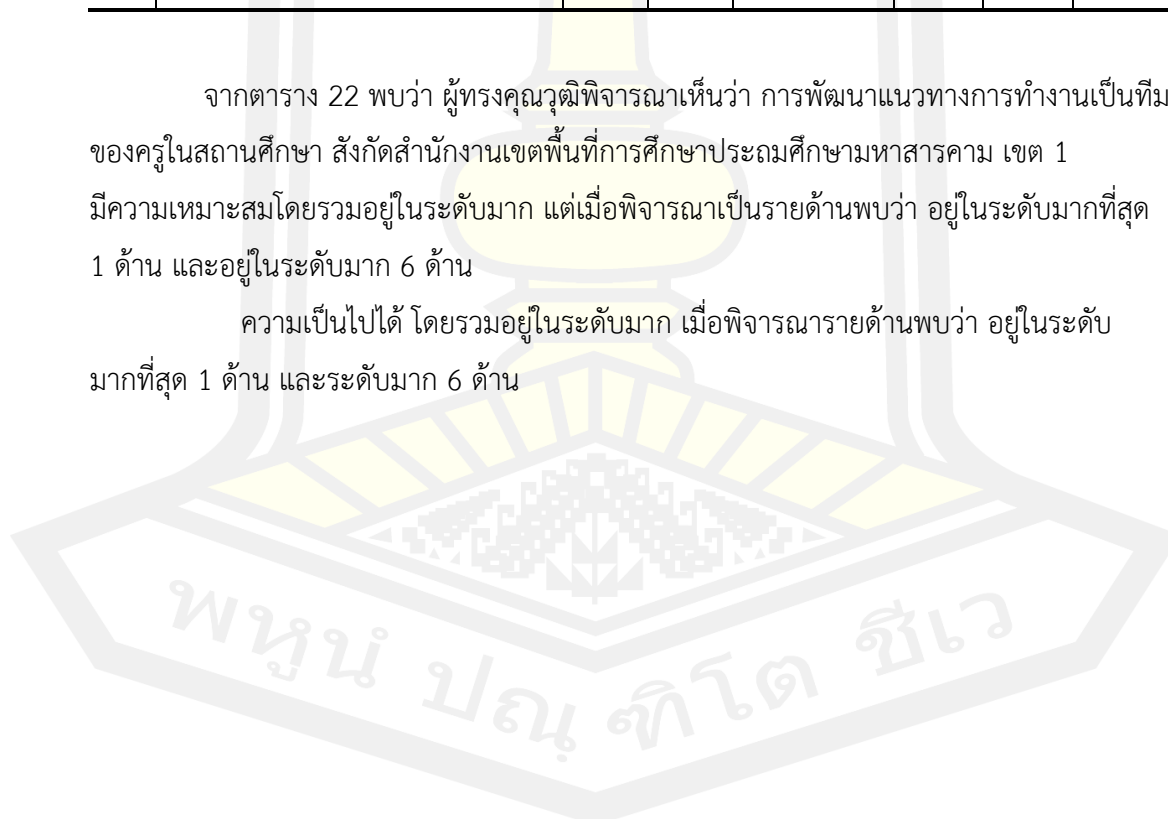 จากตาราง 22 พบว่า ผู้ทรงคุณวุฒิพิจารณาเห็นว่า การพัฒนาแนวทางการทำงานเป็นทีม
ของครูในสถานศึกษา สังกัดสำนักงานเขตพื้นที่การศึกษาประถมศึกษามหาสารคาม เขต 1
มีความเหมาะสมโดยรวมอยู่ในระดับมาก แต่เมื่อพิจารณาเป็นรายด้านพบว่า อยู่ในระดับมากที่สุด
1 ด้าน และอยู่ในระดับมาก 6 ด้าน
ความเป็นไปได้ โดยรวมอยู่ในระดับมาก เมื่อพิจารณารายด้านพบว่า อยู่ในระดับ
มากที่สุด 1 ด้าน และระดับมาก 6 ด้าน
พหูนํ ปณฺ ฑิโต ชีเว